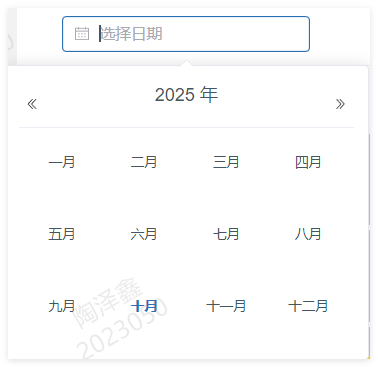 选择日期
2025 年
一月 二月 三月 四月
五月 六月 七月 八月
九月 十月 十一月 十二月
陶泽鑫
2023050